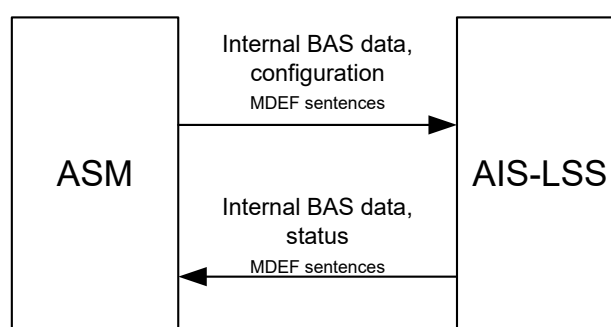 Internal BAS data,
configuration
MDEF sentences
ASM
AIS-LSS
Internal BAS data,
status
MDEF sentences